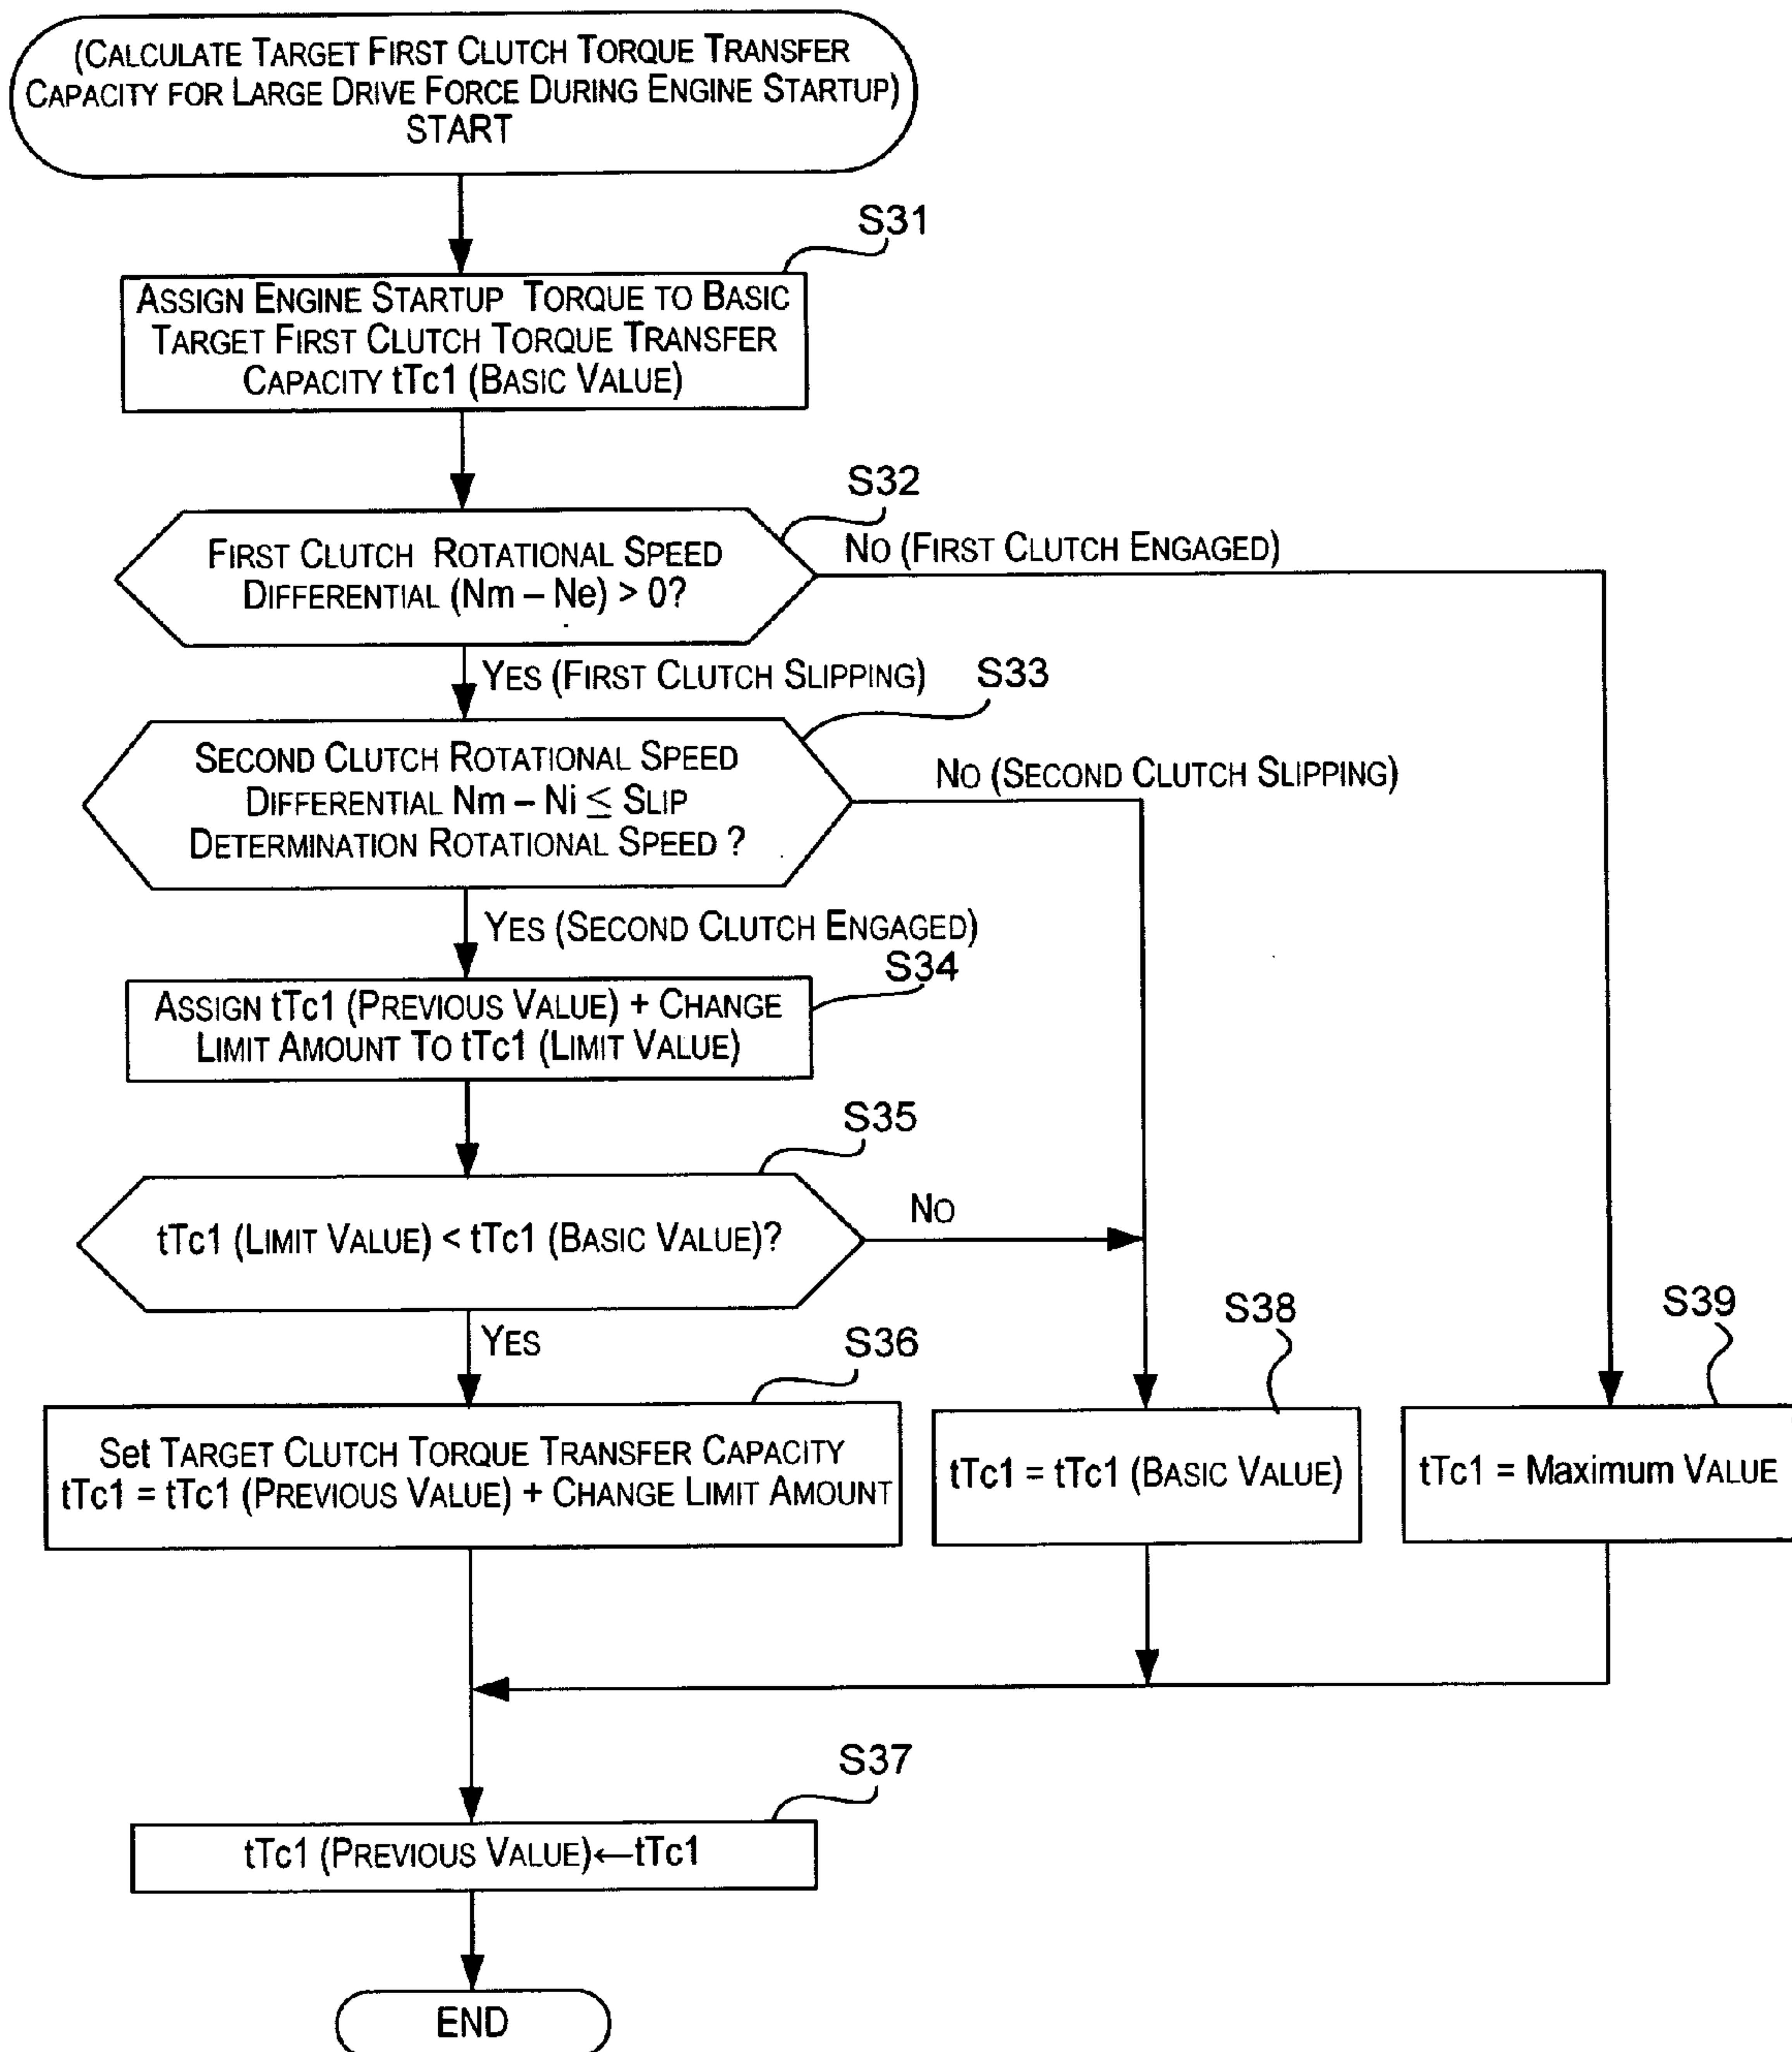 (CALCULATE TARGET FIRST CLUTCH TORQUE TRANSFER
CAPACITY FOR LARGE DRIVE FORCE DURING ENGINE STARTUP)
START
S31
ASSIGN ENGINE STARTUP TORQUE TO BASIC
TARGET FIRST CLUTCH TORQUE TRANSFER
CAPACITY tTc1 (BASIC VALUE)
S32
FIRST CLUTCH ROTATIONAL SPEED
DIFFERENTIAL (Nm – Ne) > 0?
NO (FIRST CLUTCH ENGAGED)
YES (FIRST CLUTCH SLIPPING)
S33
SECOND CLUTCH ROTATIONAL SPEED
DIFFERENTIAL Nm – Ni ≤ SLIP
DETERMINATION ROTATIONAL SPEED ?
NO (SECOND CLUTCH SLIPPING)
YES (SECOND CLUTCH ENGAGED)
S34
ASSIGN tTc1 (PREVIOUS VALUE) + CHANGE
LIMIT AMOUNT TO tTc1 (LIMIT VALUE)
S35
tTc1 (LIMIT VALUE) < tTc1 (BASIC VALUE)?
NO
YES
S36
Set TARGET CLUTCH TORQUE TRANSFER CAPACITY
tTc1 = tTc1 (PREVIOUS VALUE) + CHANGE LIMIT AMOUNT
S38
tTc1 = tTc1 (BASIC VALUE)
S39
tTc1 = Maximum VALUE
S37
tTc1 (PREVIOUS VALUE)←tTc1
END